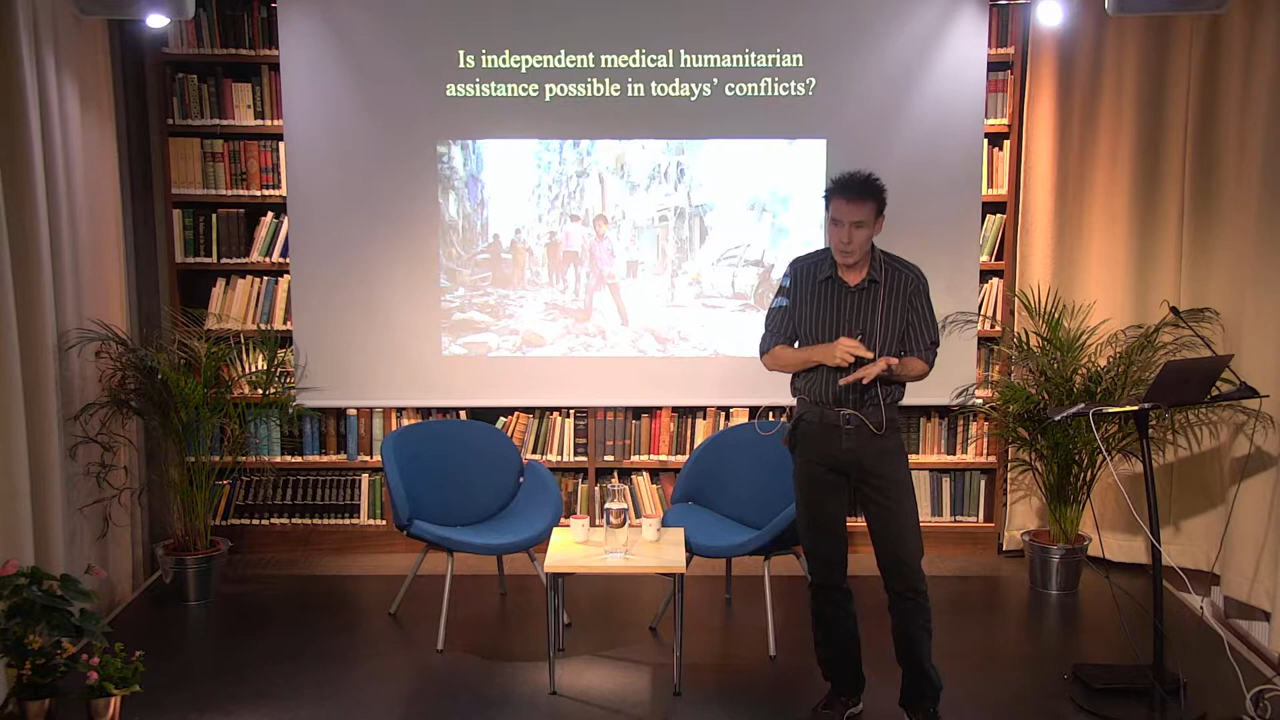 Is independent medical humanitarian
assistance possible in todays’ conflicts?